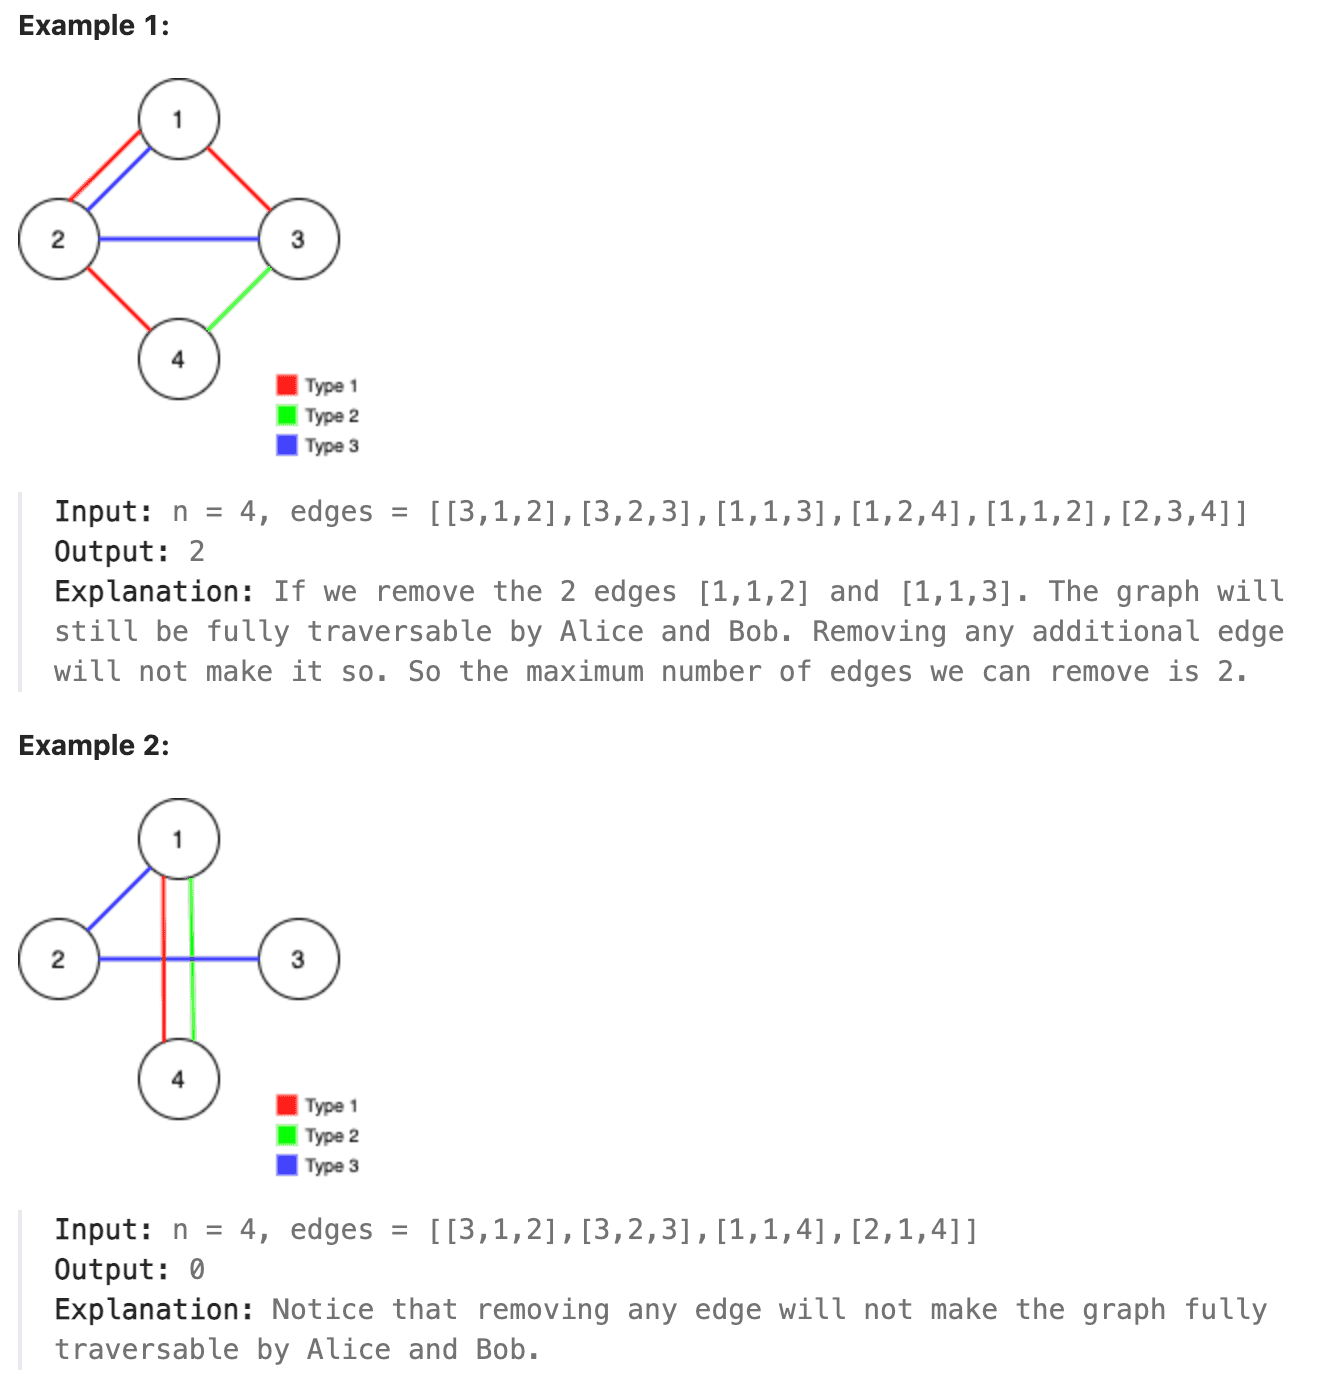 Example 1:
1
2
3
4
Type 1
Type 2
Type 3
Input: n = 4, edges = [[3,1,2],[3,2,3],[1,1,3],[1,2,4],[1,1,2],[2,3,4]]
Output: 2
Explanation: If we remove the 2 edges [1,1,2] and [1,1,3]. The graph will
still be fully traversable by Alice and Bob. Removing any additional edge
will not make it so. So the maximum number of edges we can remove is 2.
Example 2:
1
2
3
4
Type 1
Type 2
Type 3
Input: n = 4, edges = [[3,1,2],[3,2,3],[1,1,4],[2,1,4]]
Output: 0
Explanation: Notice that removing any edge will not make the graph fully
traversable by Alice and Bob.